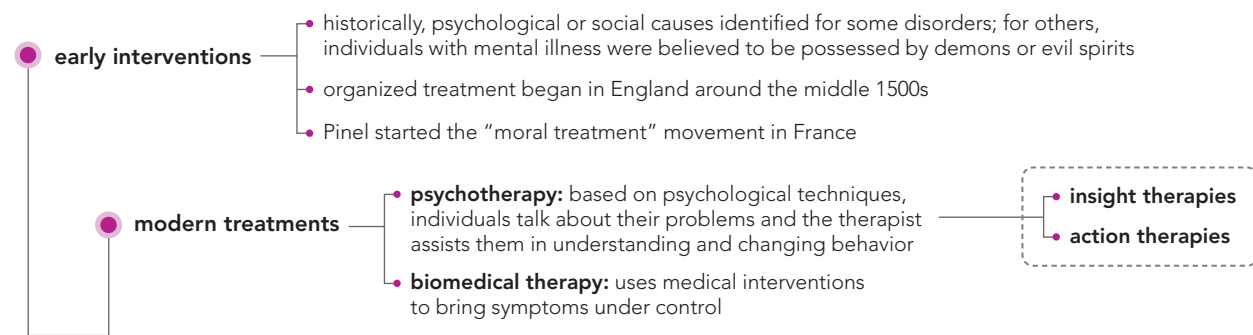 historically, psychological or social causes identified for some disorders; for others,
early interventions
individuals with mental illness were believed to be possessed by demons or evil spirits
organized treatment began in England around the middle 1500s
Pinel started the “moral treatment” movement in France
modern treatments
psychotherapy: based on psychological techniques,
individuals talk about their problems and the therapist
assists them in understanding and changing behavior
insight therapies
action therapies
biomedical therapy: uses medical interventions
to bring symptoms under control